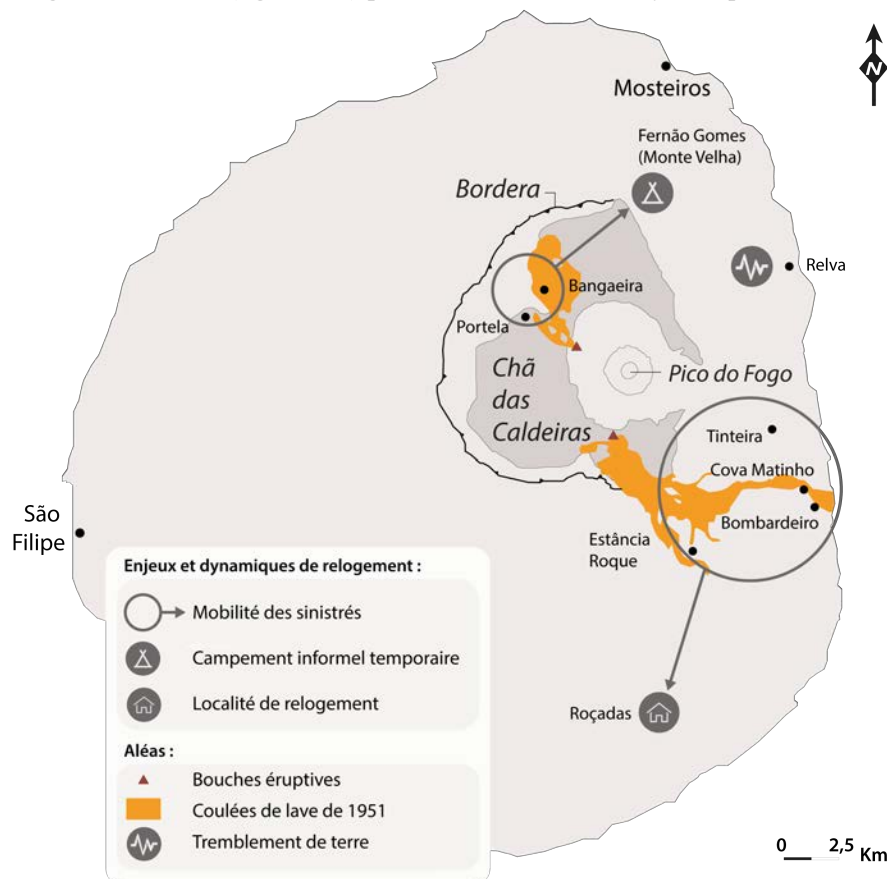 N
Mosteiros
Fernão Gomes
(Monte Velha)
Bordera
Relva
Bangaeira
Portela
Chã
das
Caldeiras
Pico do Fogo
Tinteira
Cova Matinho
Bombardeiro
Estância
Roque
São
Filipe
Roçadas
Enjeux et dynamiques de relogement :
Mobilité des sinistrés
Campement informel temporaire
Localité de relogement
Aléas :
Bouches éruptives
Coulées de lave de 1951
Tremblement de terre
0 2,5 Km